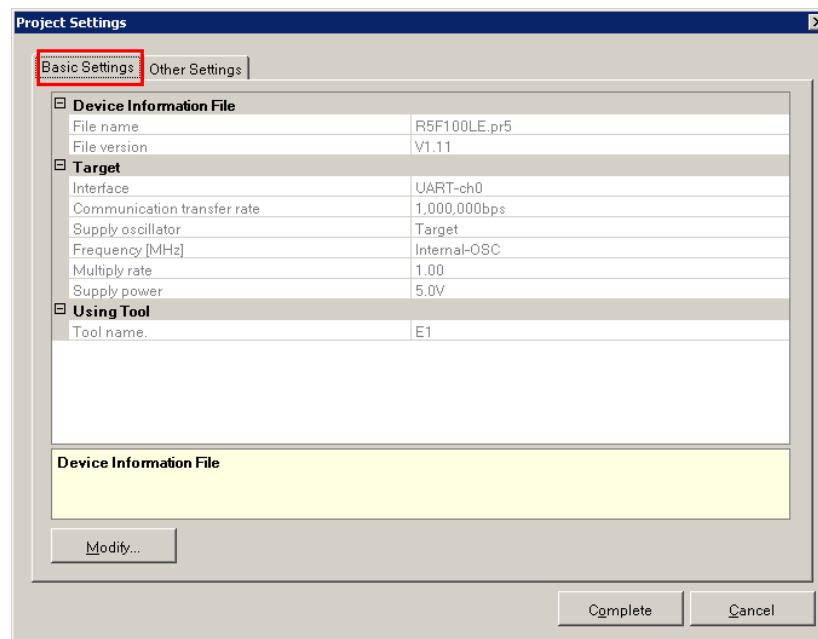 Project Settings
Basic Settings Other Settings
Device Information File
File name R5F100LE.pr5
File version V1.11
Target
Interface UART-ch0
Communication transfer rate 1,000,000bps
Supply oscillator Target
Frequency [MHz] Internal-OSC
Multiply rate 1.00
Supply power 5.0V
Using Tool
Tool name. E1
Device Information File
Modify...
Complete Cancel